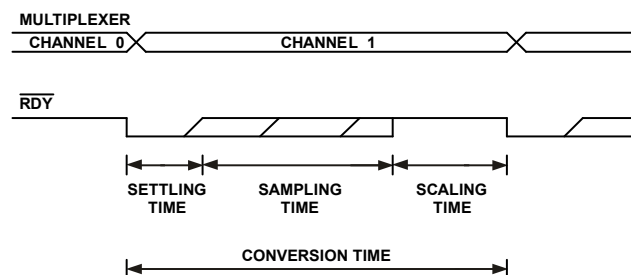 MULTIPLEXER
CHANNEL 0 CHANNEL 1
RDY
SETTLING TIME
SAMPLING TIME
SCALING TIME
CONVERSION TIME